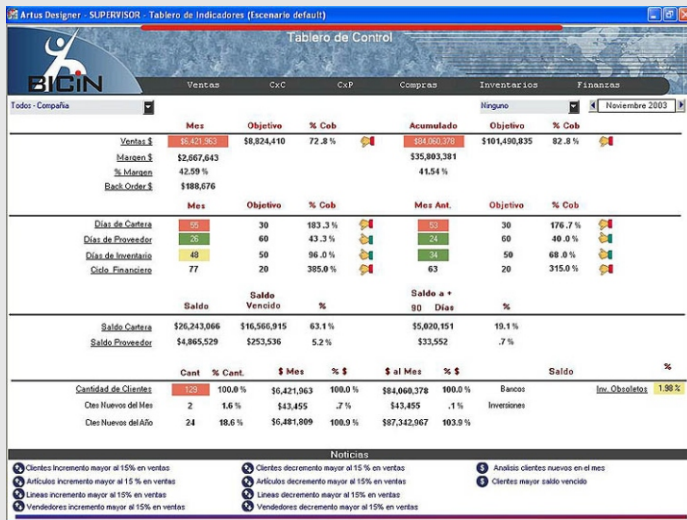 Artus Designer - SUPERVISOR - Tablero de Indicadores (Escenario default)
Tablero de Control
BICiN
Ventas CxC CxP Compras Inventarios Finanzas
Todos - Compañia Ninguno Noviembre 2003
Mes Objetivo % Cob Acumulado Objetivo % Cob
Ventas $ $6,421,963 $8,824,410 72.8 % $84,060,378 $101,490,835 82.8 %
Margen $ $2,667,643 $35,803,381
% Margen 42.59 % 41.54 %
Back Order $ $188,676
Mes Objetivo % Cob Mes Ant. Objetivo % Cob
Días de Cartera 55 30 183.3 % 53 30 176.7 %
Días de Proveedor 26 60 43.3 % 24 60 40.0 %
Días de Inventario 48 50 96.0 % 34 50 68.0 %
Ciclo Financiero 77 20 385.0 % 63 20 315.0 %
Saldo Saldo Vencido % Saldo a + 90 Días %
Saldo Cartera $26,243,066 $16,566,915 63.1 % $5,020,151 19.1 %
Saldo Proveedor $4,865,529 $253,536 5.2 % $33,552 .7 %
Cant % Cant. $ Mes % $ $ al Mes % $ Saldo %
Cantidad de Clientes 129 100.0 % $6,421,963 100.0 % $84,060,378 100.0 % Bancos Inv. Obsoletos 1.98 %
Ctes Nuevos del Mes 2 1.6 % $43,455 .7 % $43,455 .1 % Inversiones
Ctes Nuevos del Año 24 18.6 % $6,481,809 100.9 % $87,342,967 103.9 %
Noticias
Clientes Incremento mayor al 15% en ventas Clientes decremento mayor al 15 % en ventas Analisis clientes nuevos en el mes
Artículos incremento mayor al 15 % en ventas Artículos decremento mayor al 15% en ventas Clientes mayor saldo vencido
Lineas incremento mayor al 15% en ventas Lineas decremento mayor al 15% en ventas
Vendedores incremento mayor al 15% en ventas Vendedores decremento mayor al 15% en ventas